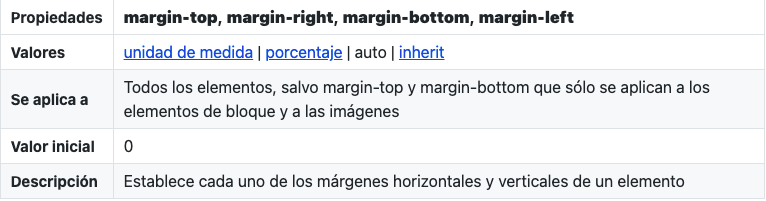 Propiedades margin-top, margin-right, margin-bottom, margin-left
Valores unidad de medida | porcentaje | auto | inherit
Se aplica a Todos los elementos, salvo margin-top y margin-bottom que sólo se aplican a los
elementos de bloque y a las imágenes
Valor inicial 0
Descripción Establece cada uno de los márgenes horizontales y verticales de un elemento